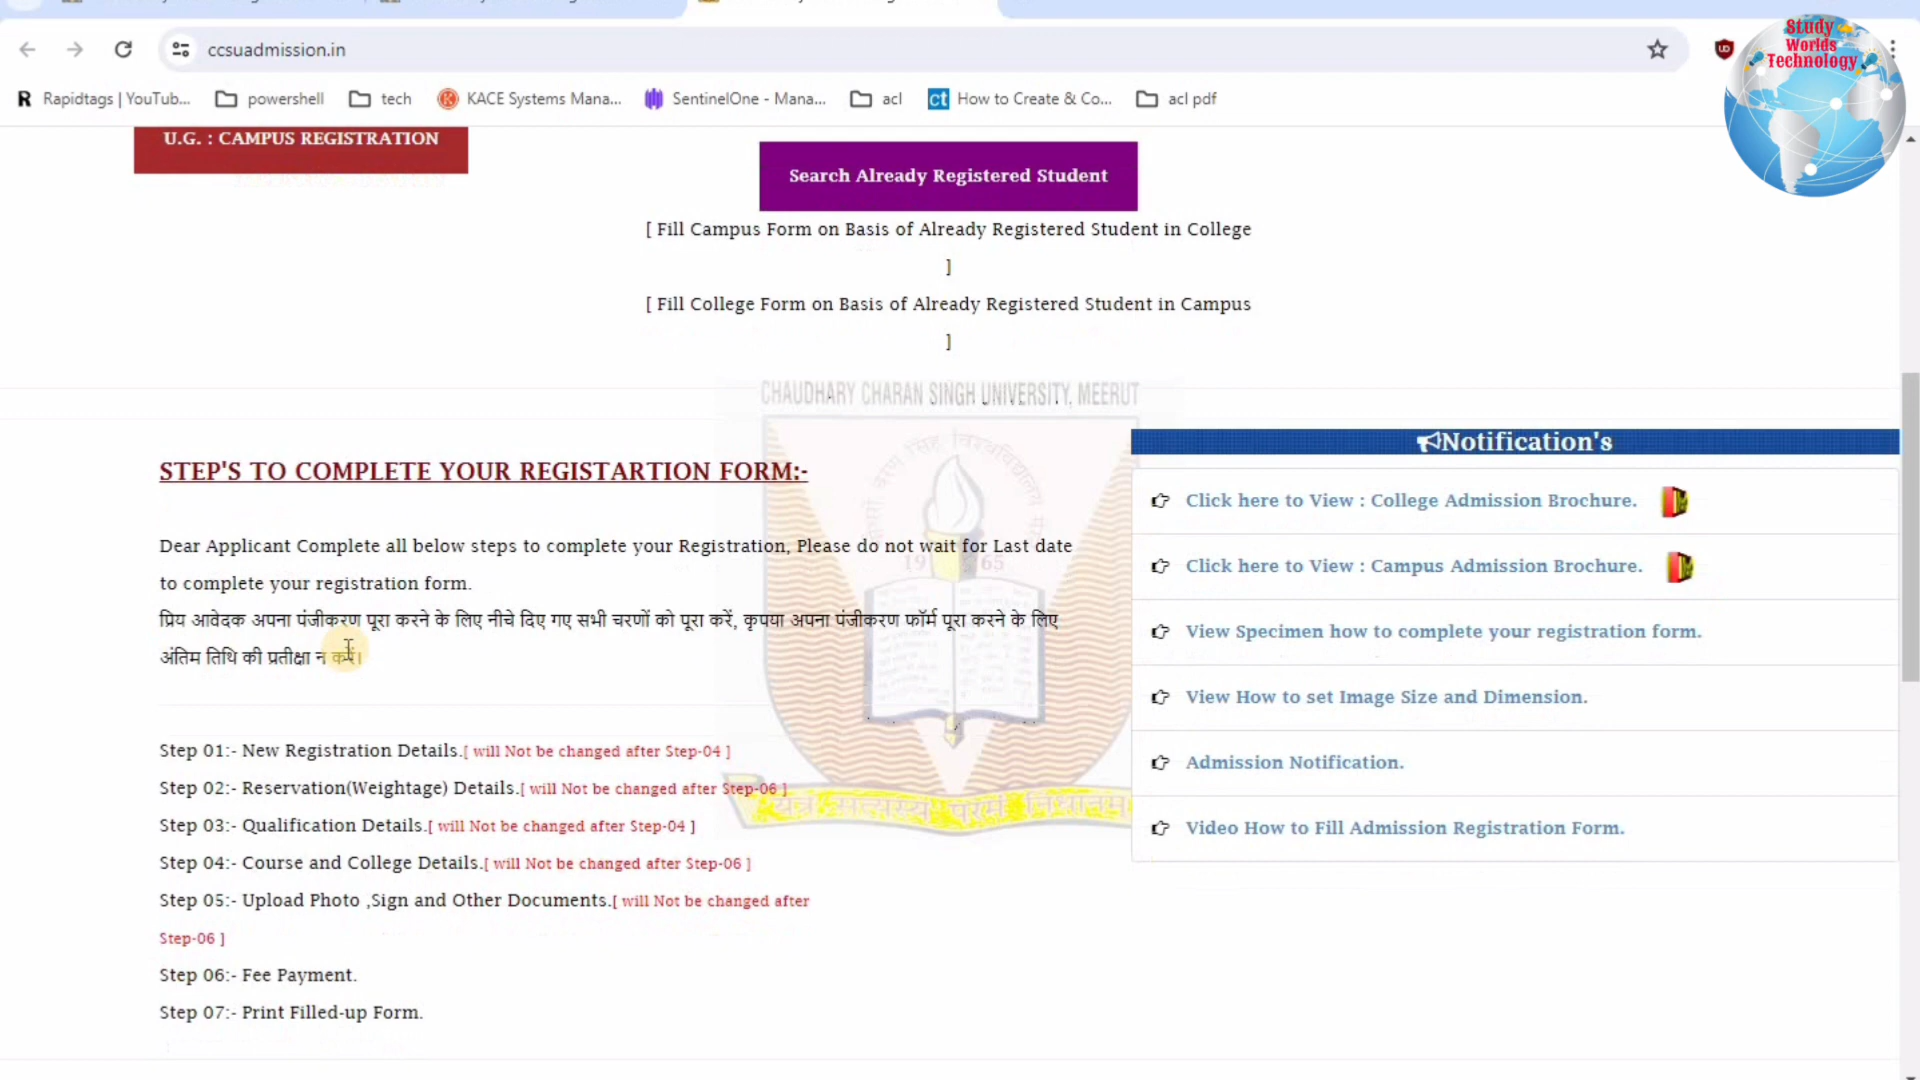 ccsuadmission.in
Study
Worlds
Technology
Rapidtags | YouTub...
powershell
tech
KACE Systems Mana...
SentinelOne - Mana...
acl
How to Create & Co...
acl pdf
U.G. : CAMPUS REGISTRATION
Search Already Registered Student
[ Fill Campus Form on Basis of Already Registered Student in College
]
[ Fill College Form on Basis of Already Registered Student in Campus
]
CHAUDHARY CHARAN SINGH UNIVERSITY, MEERUT
STEP'S TO COMPLETE YOUR REGISTARTION FORM:-
Dear Applicant Complete all below steps to complete your Registration, Please do not wait for Last date
to complete your registration form.
प्रिय आवेदक अपना पंजीकरण पूरा करने के लिए नीचे दिए गए सभी चरणों को पूरा करें, कृपया अपना पंजीकरण फॉर्म पूरा करने के लिए
अंतिम तिथि की प्रतीक्षा न करें।
19 65
Step 01:- New Registration Details.[ will Not be changed after Step-04 ]
Step 02:- Reservation(Weightage) Details.[ will Not be changed after Step-06 ]
Step 03:- Qualification Details.[ will Not be changed after Step-04 ]
Step 04:- Course and College Details.[ will Not be changed after Step-06 ]
Step 05:- Upload Photo ,Sign and Other Documents.[ will Not be changed after
Step-06 ]
Step 06:- Fee Payment.
Step 07:- Print Filled-up Form.
Notification's
Click here to View : College Admission Brochure.
Click here to View : Campus Admission Brochure.
View Specimen how to complete your registration form.
View How to set Image Size and Dimension.
Admission Notification.
Video How to Fill Admission Registration Form.